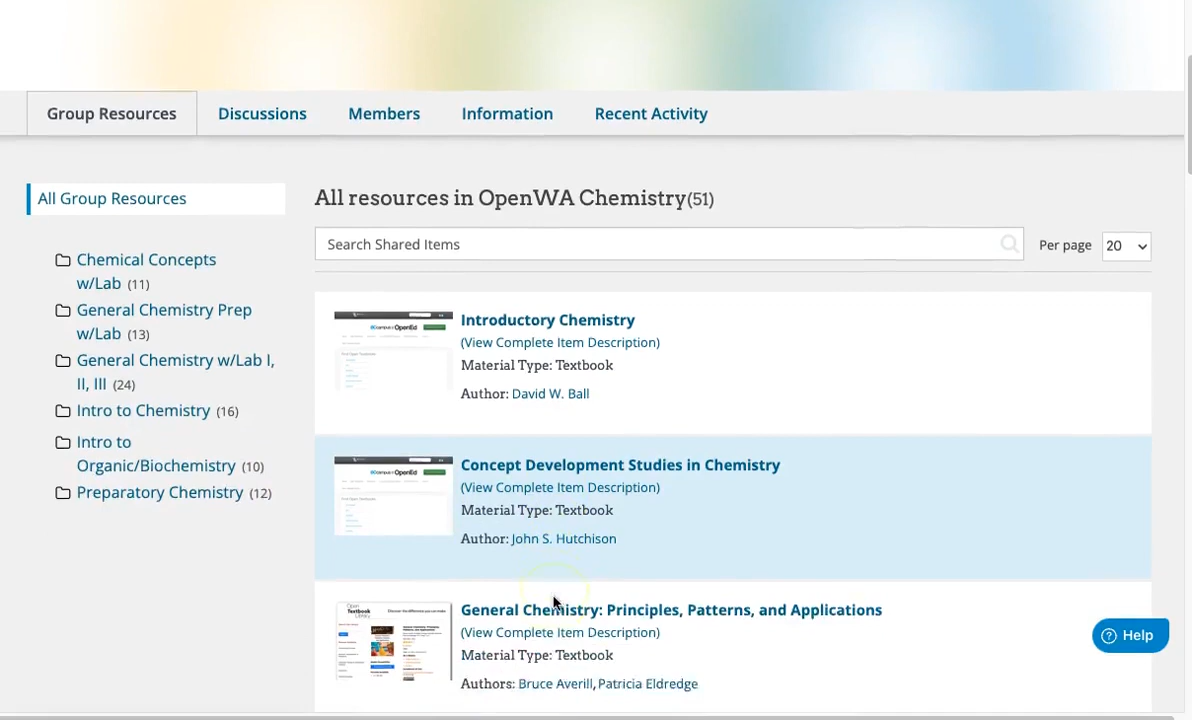 Group Resources
Discussions
Members
Information
Recent Activity
All Group Resources
Chemical Concepts
w/Lab (11)
General Chemistry Prep
w/Lab (13)
General Chemistry w/Lab I,
II, III (24)
Intro to Chemistry (16)
Intro to
Organic/Biochemistry (10)
Preparatory Chemistry (12)
All resources in OpenWA Chemistry(51)
Search Shared Items
Per page
20
Introductory Chemistry
(View Complete Item Description)
Material Type: Textbook
Author: David W. Ball
Concept Development Studies in Chemistry
(View Complete Item Description)
Material Type: Textbook
Author: John S. Hutchison
General Chemistry: Principles, Patterns, and Applications
(View Complete Item Description)
Material Type: Textbook
Authors: Bruce Averill, Patricia Eldredge
Help